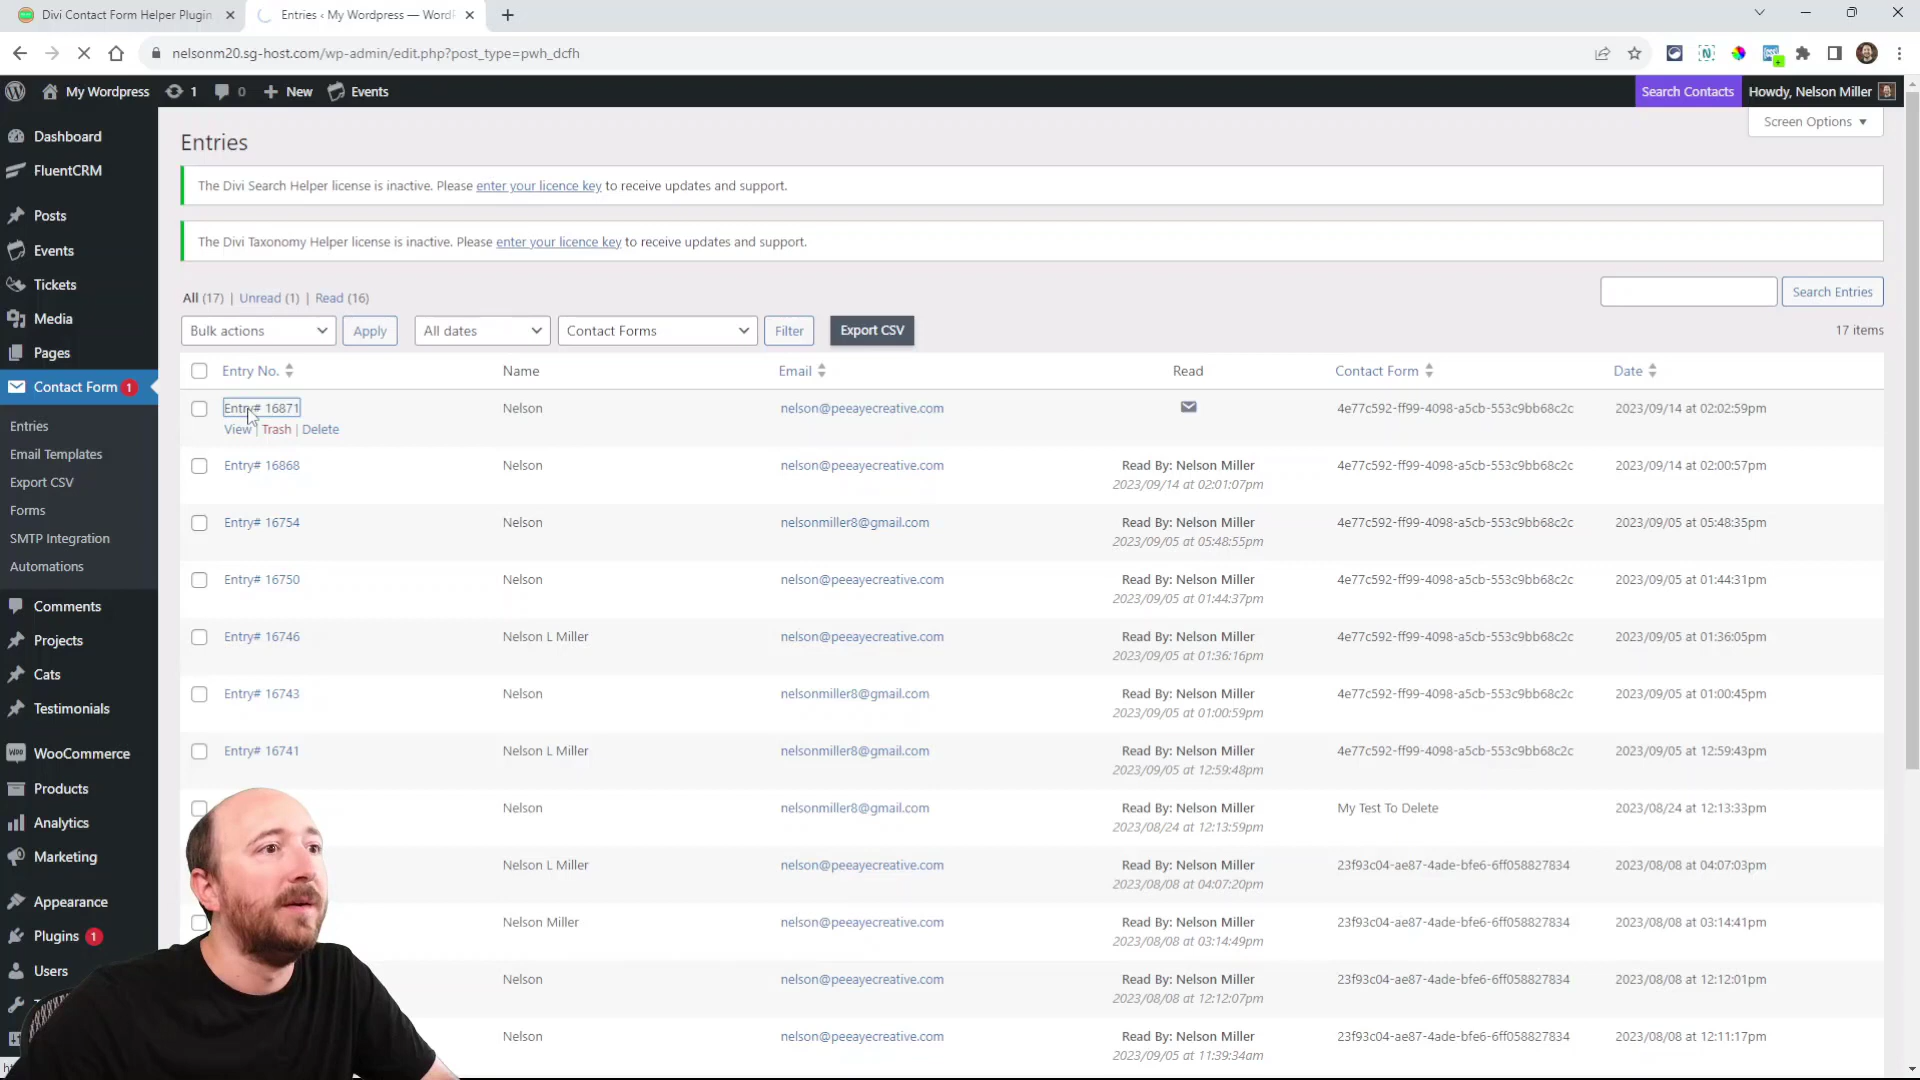 Divi Contact Form Helper Plugin
Entries ‹ My Wordpress — WordP
nelsonm20.sg-host.com/wp-admin/edit.php?post_type=pwh_dcfh
My Wordpress 1 0 New Events Search Contacts Howdy, Nelson Miller
Screen Options
Dashboard
FluentCRM
Posts
Events
Tickets
Media
Pages
Contact Form 1
Entries
Email Templates
Export CSV
Forms
SMTP Integration
Automations
Comments
Projects
Cats
Testimonials
WooCommerce
Products
Analytics
Marketing
Appearance
Plugins 1
Users
Entries
The Divi Search Helper license is inactive. Please enter your licence key to receive updates and support.
The Divi Taxonomy Helper license is inactive. Please enter your licence key to receive updates and support.
All (17) | Unread (1) | Read (16)
Search Entries
Bulk actions Apply All dates Contact Forms Filter Export CSV 17 items
Entry No. Name Email Read Contact Form Date
Entry# 16871 Nelson nelson@peeayecreative.com 4e77c592-ff99-4098-a5cb-553c9bb68c2c 2023/09/14 at 02:02:59pm
View | Trash | Delete
Entry# 16868 Nelson nelson@peeayecreative.com Read By: Nelson Miller 4e77c592-ff99-4098-a5cb-553c9bb68c2c 2023/09/14 at 02:00:57pm
2023/09/14 at 02:01:07pm
Entry# 16754 Nelson nelsonmiller8@gmail.com Read By: Nelson Miller 4e77c592-ff99-4098-a5cb-553c9bb68c2c 2023/09/05 at 05:48:35pm
2023/09/05 at 05:48:55pm
Entry# 16750 Nelson nelson@peeayecreative.com Read By: Nelson Miller 4e77c592-ff99-4098-a5cb-553c9bb68c2c 2023/09/05 at 01:44:31pm
2023/09/05 at 01:44:37pm
Entry# 16746 Nelson L Miller nelson@peeayecreative.com Read By: Nelson Miller 4e77c592-ff99-4098-a5cb-553c9bb68c2c 2023/09/05 at 01:36:05pm
2023/09/05 at 01:36:16pm
Entry# 16743 Nelson nelsonmiller8@gmail.com Read By: Nelson Miller 4e77c592-ff99-4098-a5cb-553c9bb68c2c 2023/09/05 at 01:00:45pm
2023/09/05 at 01:00:59pm
Entry# 16741 Nelson L Miller nelsonmiller8@gmail.com Read By: Nelson Miller 4e77c592-ff99-4098-a5cb-553c9bb68c2c 2023/09/05 at 12:59:43pm
2023/09/05 at 12:59:48pm
Nelson nelsonmiller8@gmail.com Read By: Nelson Miller My Test To Delete 2023/08/24 at 12:13:33pm
2023/08/24 at 12:13:59pm
Nelson L Miller nelson@peeayecreative.com Read By: Nelson Miller 23f93c04-ae87-4ade-bfe6-6ff058827834 2023/08/08 at 04:07:03pm
2023/08/08 at 04:07:20pm
Nelson Miller nelson@peeayecreative.com Read By: Nelson Miller 23f93c04-ae87-4ade-bfe6-6ff058827834 2023/08/08 at 03:14:41pm
2023/08/08 at 03:14:49pm
Nelson nelson@peeayecreative.com Read By: Nelson Miller 23f93c04-ae87-4ade-bfe6-6ff058827834 2023/08/08 at 12:12:01pm
2023/08/08 at 12:12:07pm
Nelson nelson@peeayecreative.com Read By: Nelson Miller 23f93c04-ae87-4ade-bfe6-6ff058827834 2023/08/08 at 12:11:17pm
2023/09/05 at 11:39:34am